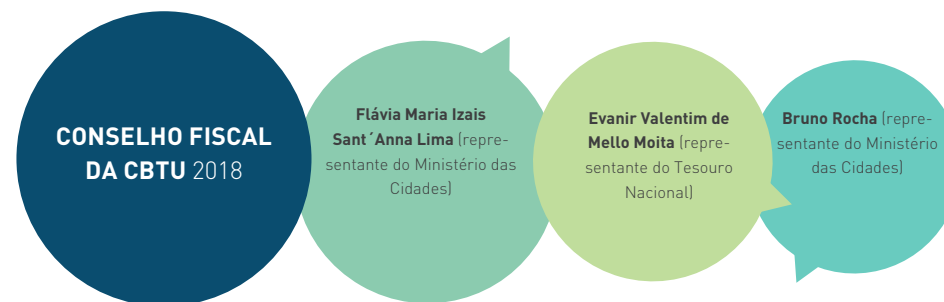 CONSELHO FISCAL
DA CBTU 2018
Flávia Maria Izais
Sant´Anna Lima (repre-
sentante do Ministério das
Cidades)
Evanir Valentim de
Mello Moita (repre-
sentante do Tesouro
Nacional)
Bruno Rocha (repre-
sentante do Ministério
das Cidades)